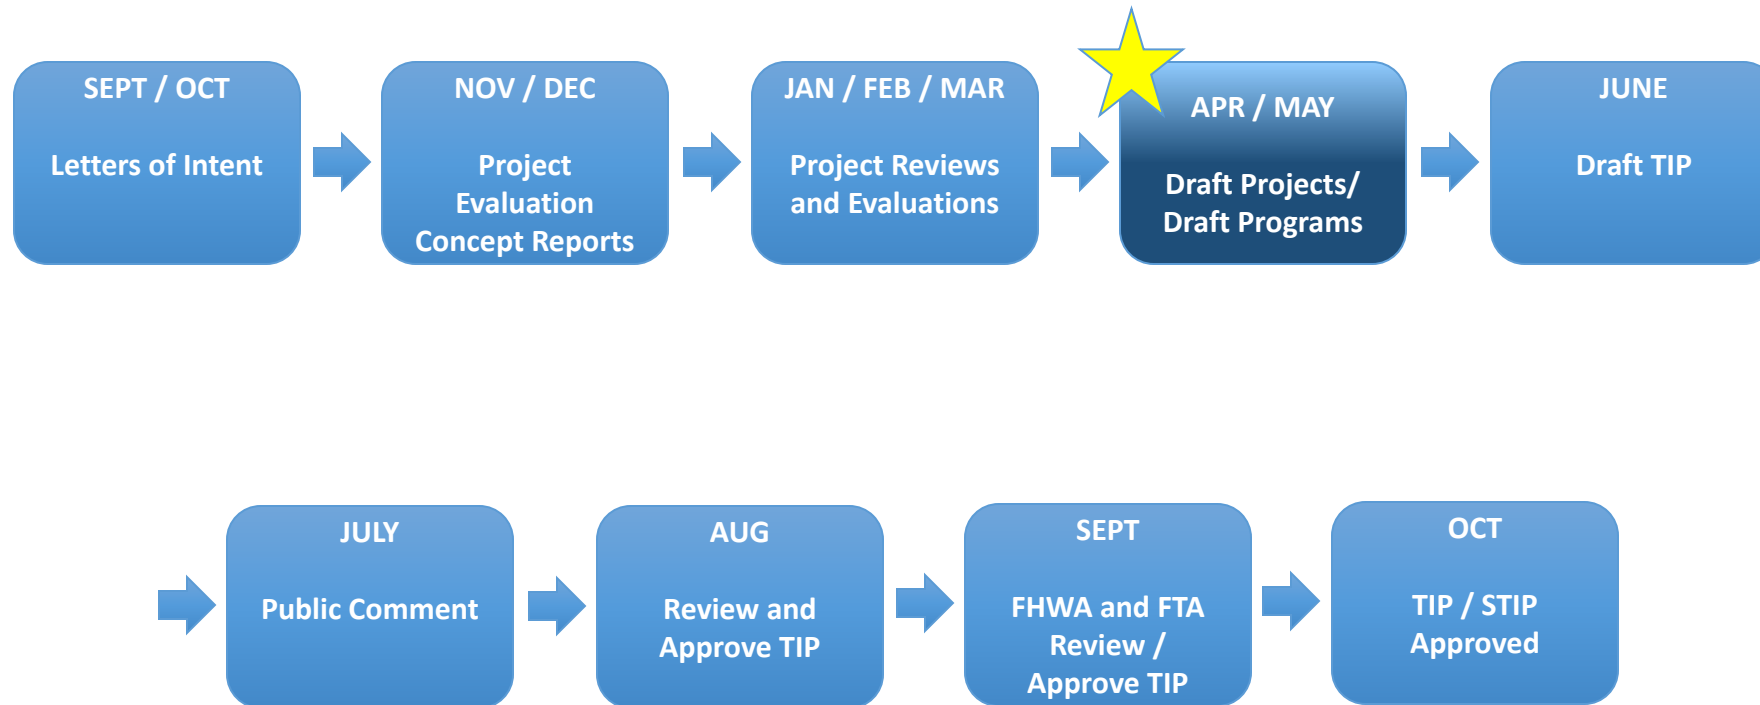 SEPT / OCT
Letters of Intent
NOV / DEC
Project
Evaluation
Concept Reports
JAN / FEB / MAR
Project Reviews
and Evaluations
APR / MAY
Draft Projects/
Draft Programs
JUNE
Draft TIP
JULY
Public Comment
AUG
Review and
Approve TIP
SEPT
FHWA and FTA
Review /
Approve TIP
OCT
TIP / STIP
Approved